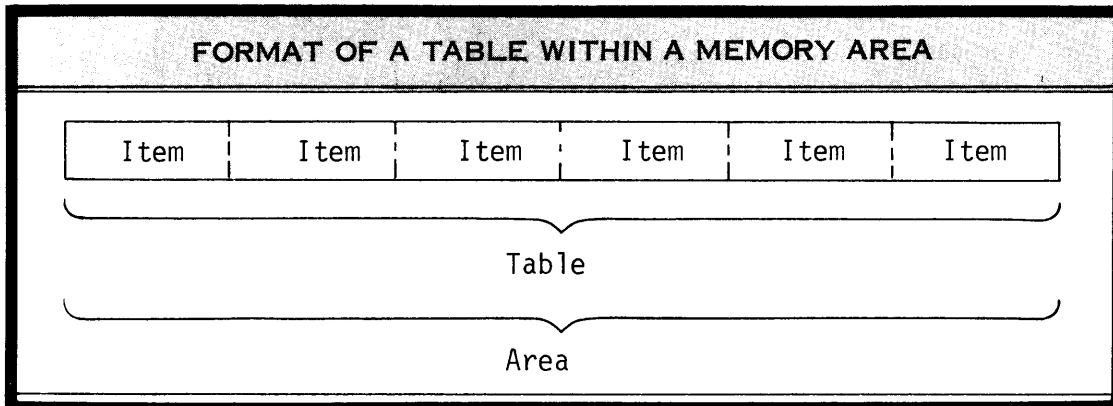 FORMAT OF A TABLE WITHIN A MEMORY AREA
Item Item Item Item Item Item
Table
Area